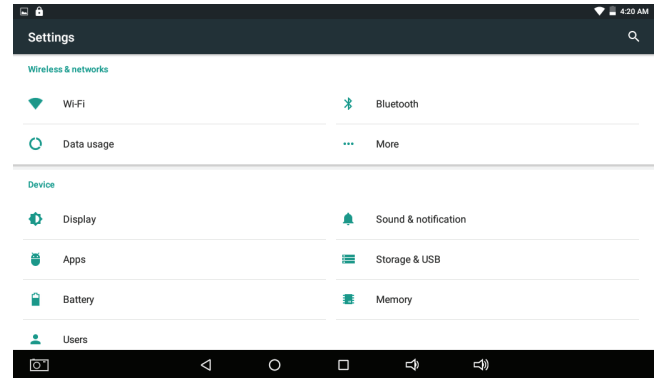 4:20 AM
Settings
Wireless & networks
Wi-Fi
Bluetooth
Data usage
More
Device
Display
Sound & notification
Apps
Storage & USB
Battery
Memory
Users